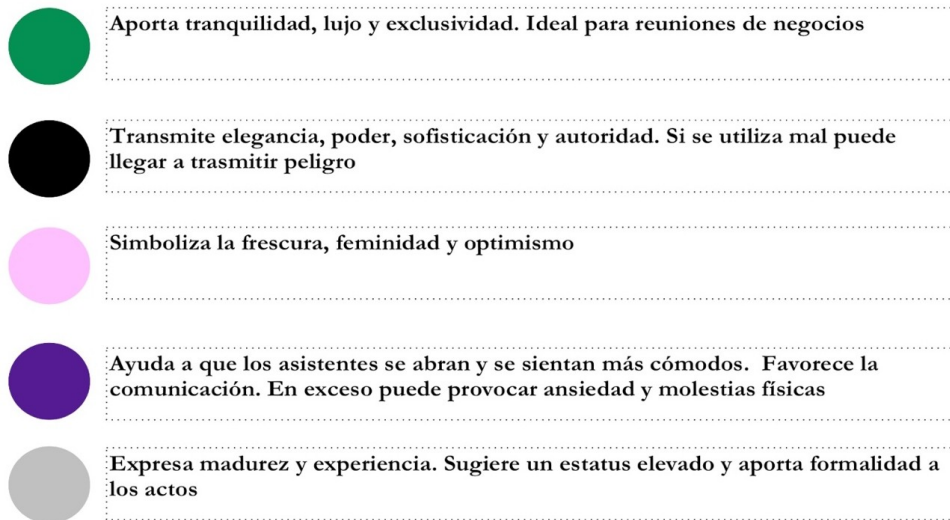 Aporta tranquilidad, lujo y exclusividad. Ideal para reuniones de negocios
Transmite elegancia, poder, sofisticación y autoridad. Si se utiliza mal puede
llegar a trasmitir peligro
Simboliza la frescura, feminidad y optimismo
Ayuda a que los asistentes se abran y se sientan más cómodos.  Favorece la
comunicación. En exceso puede provocar ansiedad y molestias físicas
Expresa madurez y experiencia. Sugiere un estatus elevado y aporta formalidad a
los actos